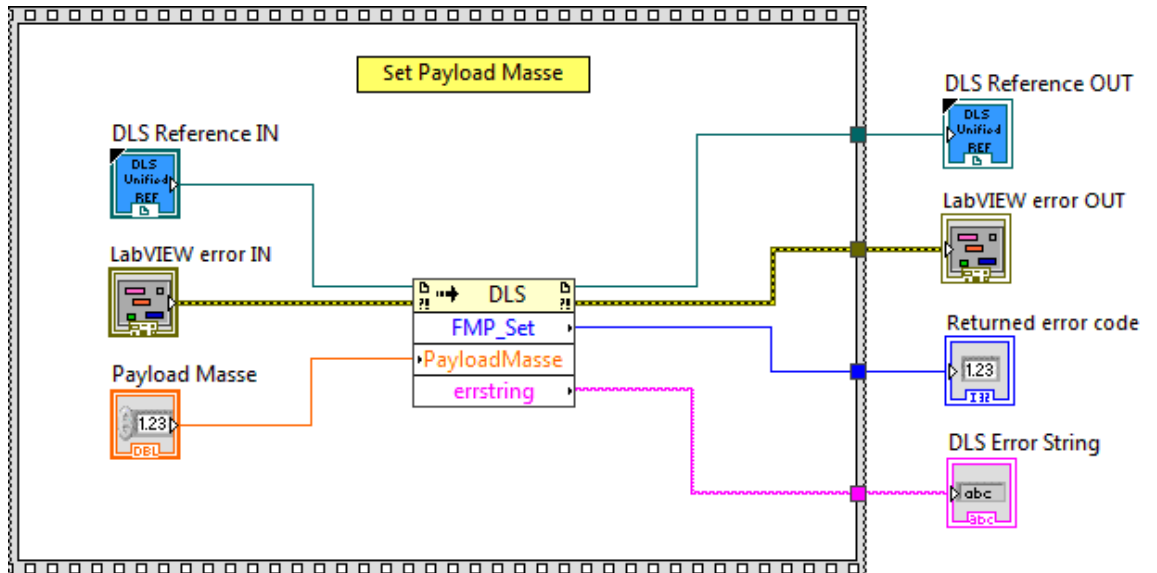 Set Payload Masse
DLS Reference OUT
DLS
Unified
REF
DLS Reference IN
DLS
Unified
REF
LabVIEW error OUT
LabVIEW error IN
?! DLS ?!
FMP_Set
PayloadMasse
errstring
Returned error code
1.23
I32
Payload Masse
1.23
DBL
DLS Error String
abc
abc